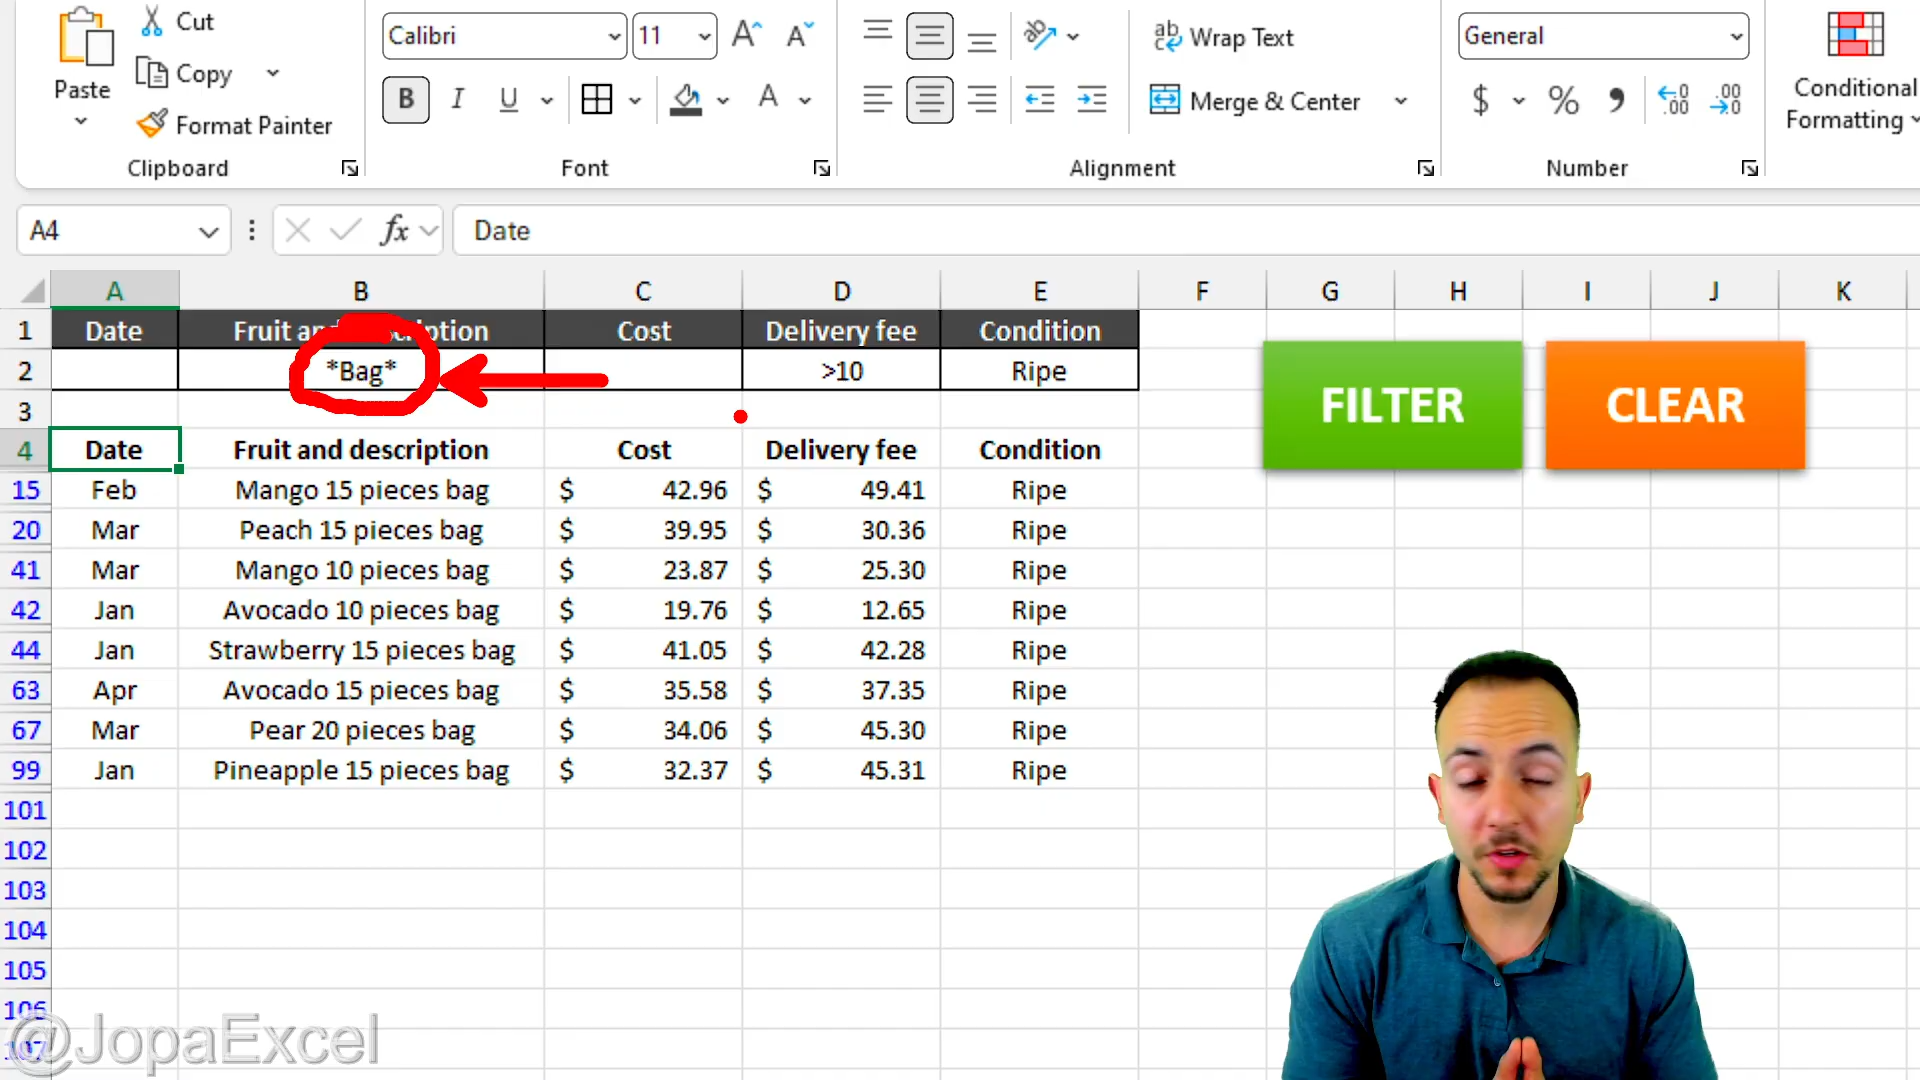 Cut
Calibri 11 A A
ab Wrap Text
General
Paste
Copy
B I U A
Merge & Center
$ % , .00 .00
Conditional
Formatting
Format Painter
Clipboard Font Alignment Number
A4 fx Date
A B C D E F G H I J K
1 Date Fruit and description Cost Delivery fee Condition
2 *Bag* >10 Ripe
FILTER CLEAR
3
4 Date Fruit and description Cost Delivery fee Condition
15 Feb Mango 15 pieces bag $ 42.96 $ 49.41 Ripe
20 Mar Peach 15 pieces bag $ 39.95 $ 30.36 Ripe
41 Mar Mango 10 pieces bag $ 23.87 $ 25.30 Ripe
42 Jan Avocado 10 pieces bag $ 19.76 $ 12.65 Ripe
44 Jan Strawberry 15 pieces bag $ 41.05 $ 42.28 Ripe
63 Apr Avocado 15 pieces bag $ 35.58 $ 37.35 Ripe
67 Mar Pear 20 pieces bag $ 34.06 $ 45.30 Ripe
99 Jan Pineapple 15 pieces bag $ 32.37 $ 45.31 Ripe
101
102
103
104
105
106
@JopaExcel
107